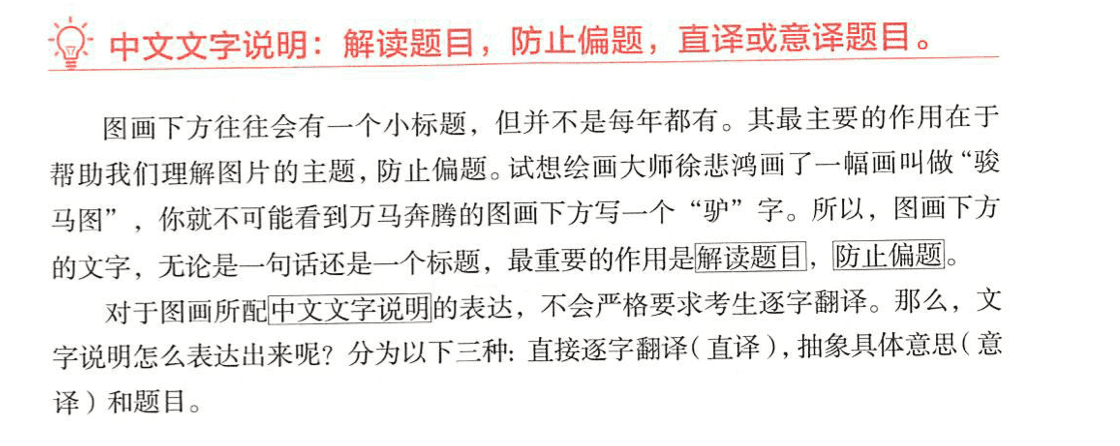 中文文字说明：解读题目，防止偏题，直译或意译题目。
图画下方往往会有一个小标题，但并不是每年都有。其最主要的作用在于
帮助我们理解图片的主题，防止偏题。试想绘画大师徐悲鸿画了一幅画叫做“骏
马图”，你就不可能看到万马奔腾的图画下方写一个“驴”字。所以，图画下方
的文字，无论是一句话还是一个标题，最重要的作用是解读题目，防止偏题。
对于图画所配中文文字说明的表达，不会严格要求考生逐字翻译。那么，文
字说明怎么表达出来呢？分为以下三种：直接逐字翻译（直译），抽象具体意思（意
译）和题目。